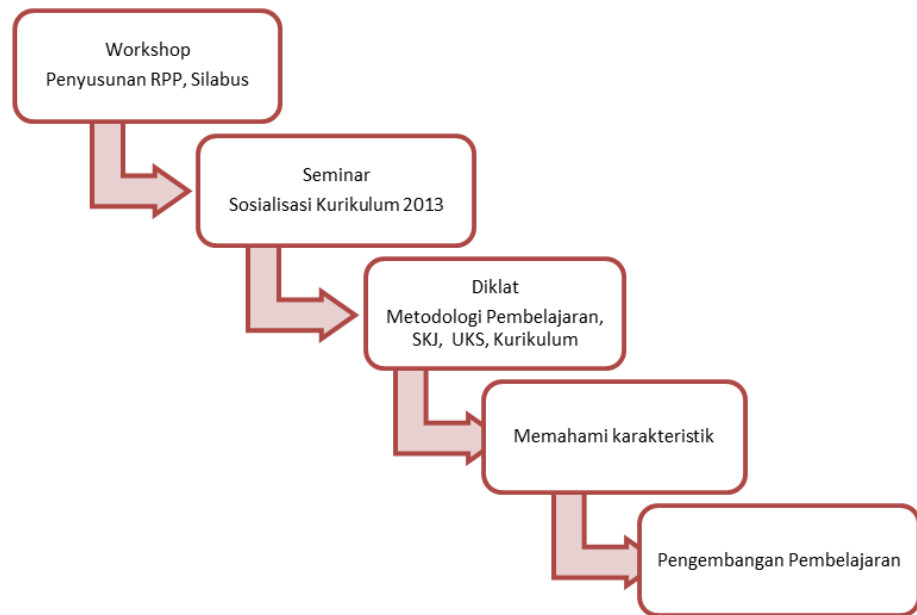 Workshop
Penyusunan RPP, Silabus
Seminar
Sosialisasi Kurikulum 2013
Diklat
Metodologi Pembelajaran,
SKJ, UKS, Kurikulum
Memahami karakteristik
Pengembangan Pembelajaran